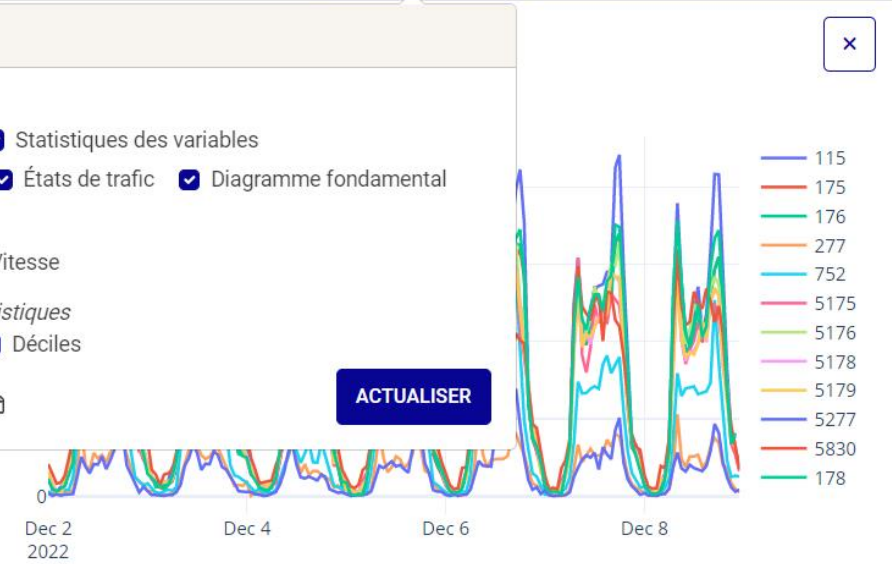 ×
Statistiques des variables
États de trafic Diagramme fondamental
Déciles
ACTUALISER
115
175
176
277
752
5175
5176
5178
5179
5277
5830
178
0
Dec 2
2022
Dec 4
Dec 6
Dec 8